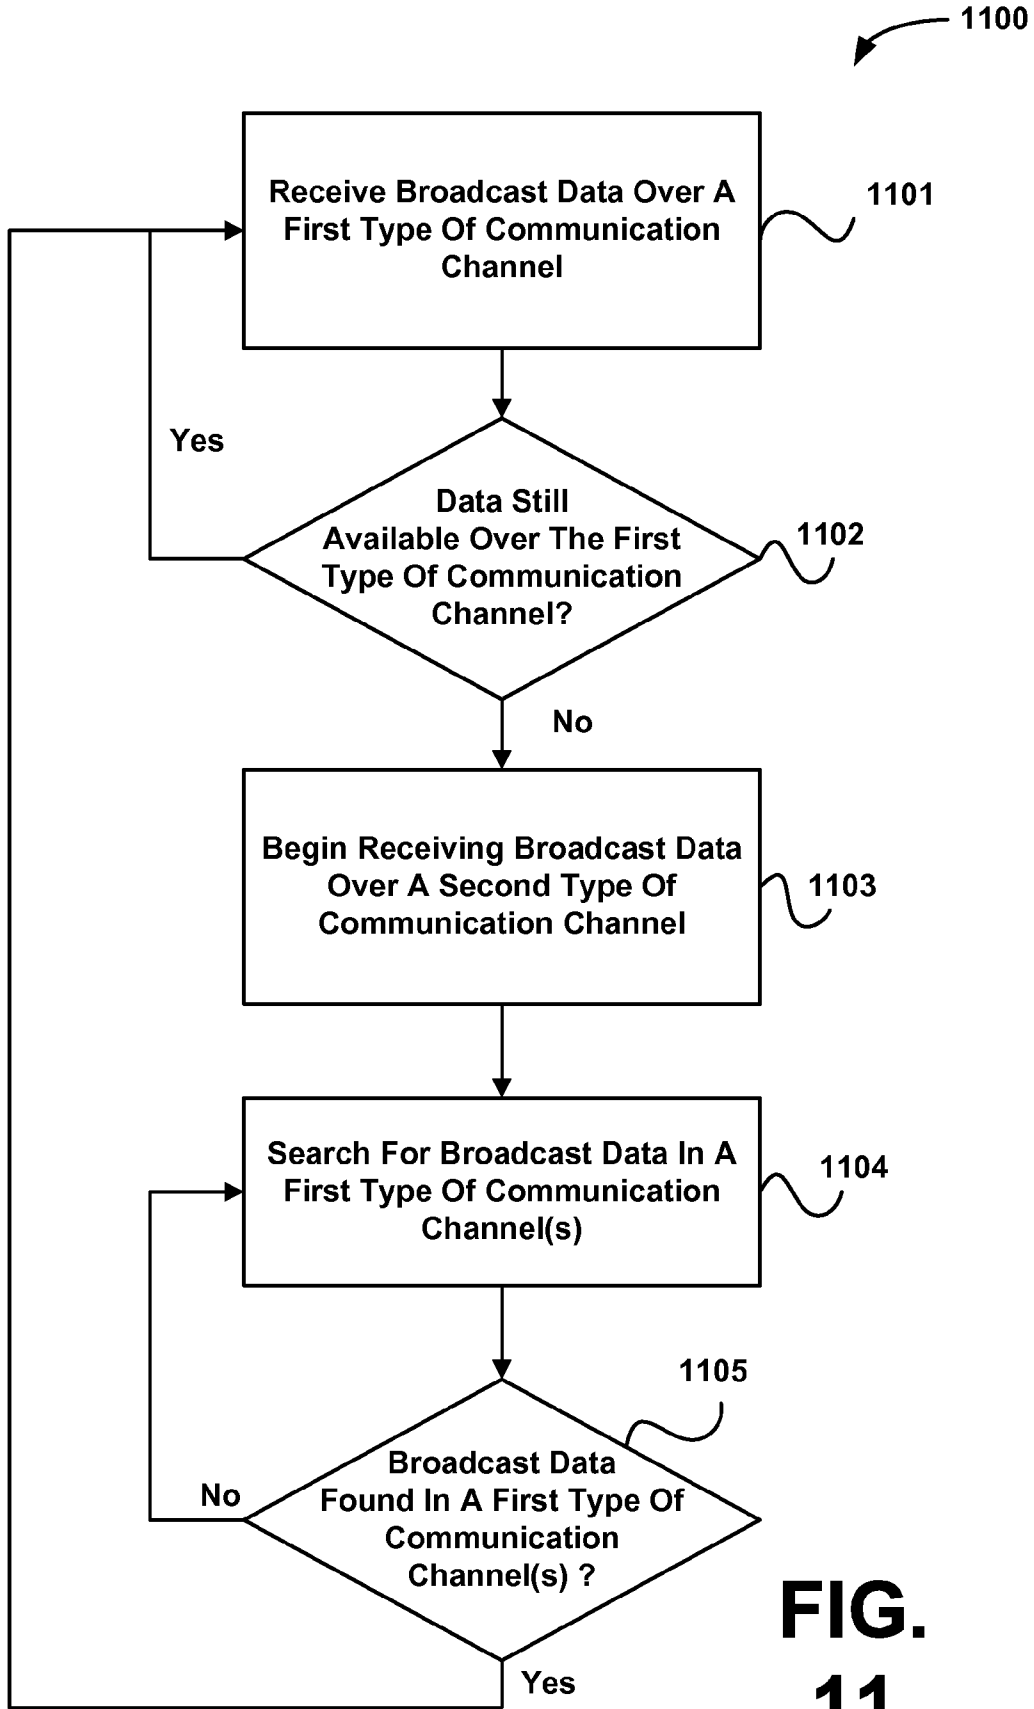 1100
Receive Broadcast Data Over A
First Type Of Communication
Channel
1101
Yes
Data Still
Available Over The First
Type Of Communication
Channel?
1102
No
Begin Receiving Broadcast Data
Over A Second Type Of
Communication Channel
1103
Search For Broadcast Data In A
First Type Of Communication
Channel(s)
1104
1105
Broadcast Data
Found In A First Type Of
Communication
Channel(s) ?
No
Yes
FIG.
11